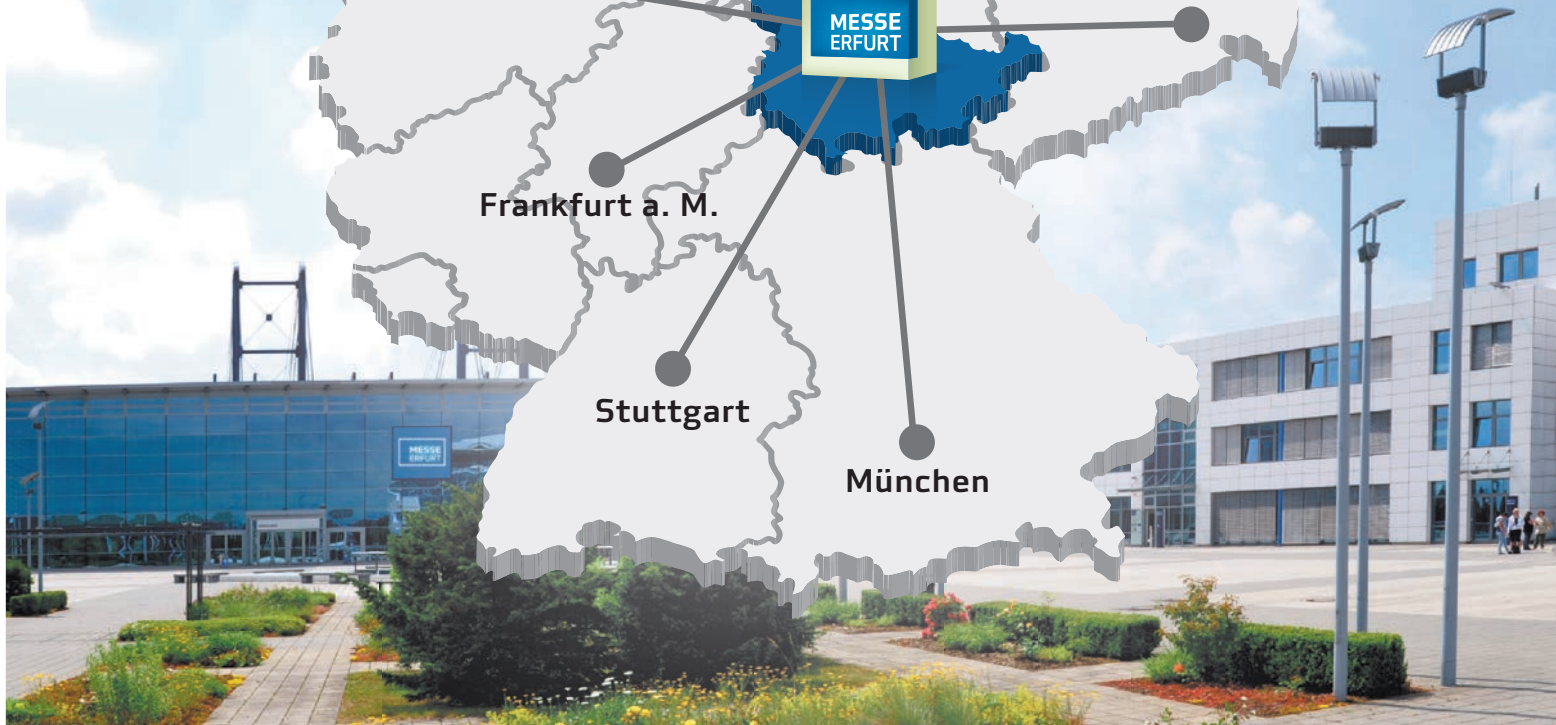 MESSE
ERFURT
Frankfurt a. M.
Stuttgart
MESSE
ERFURT
München